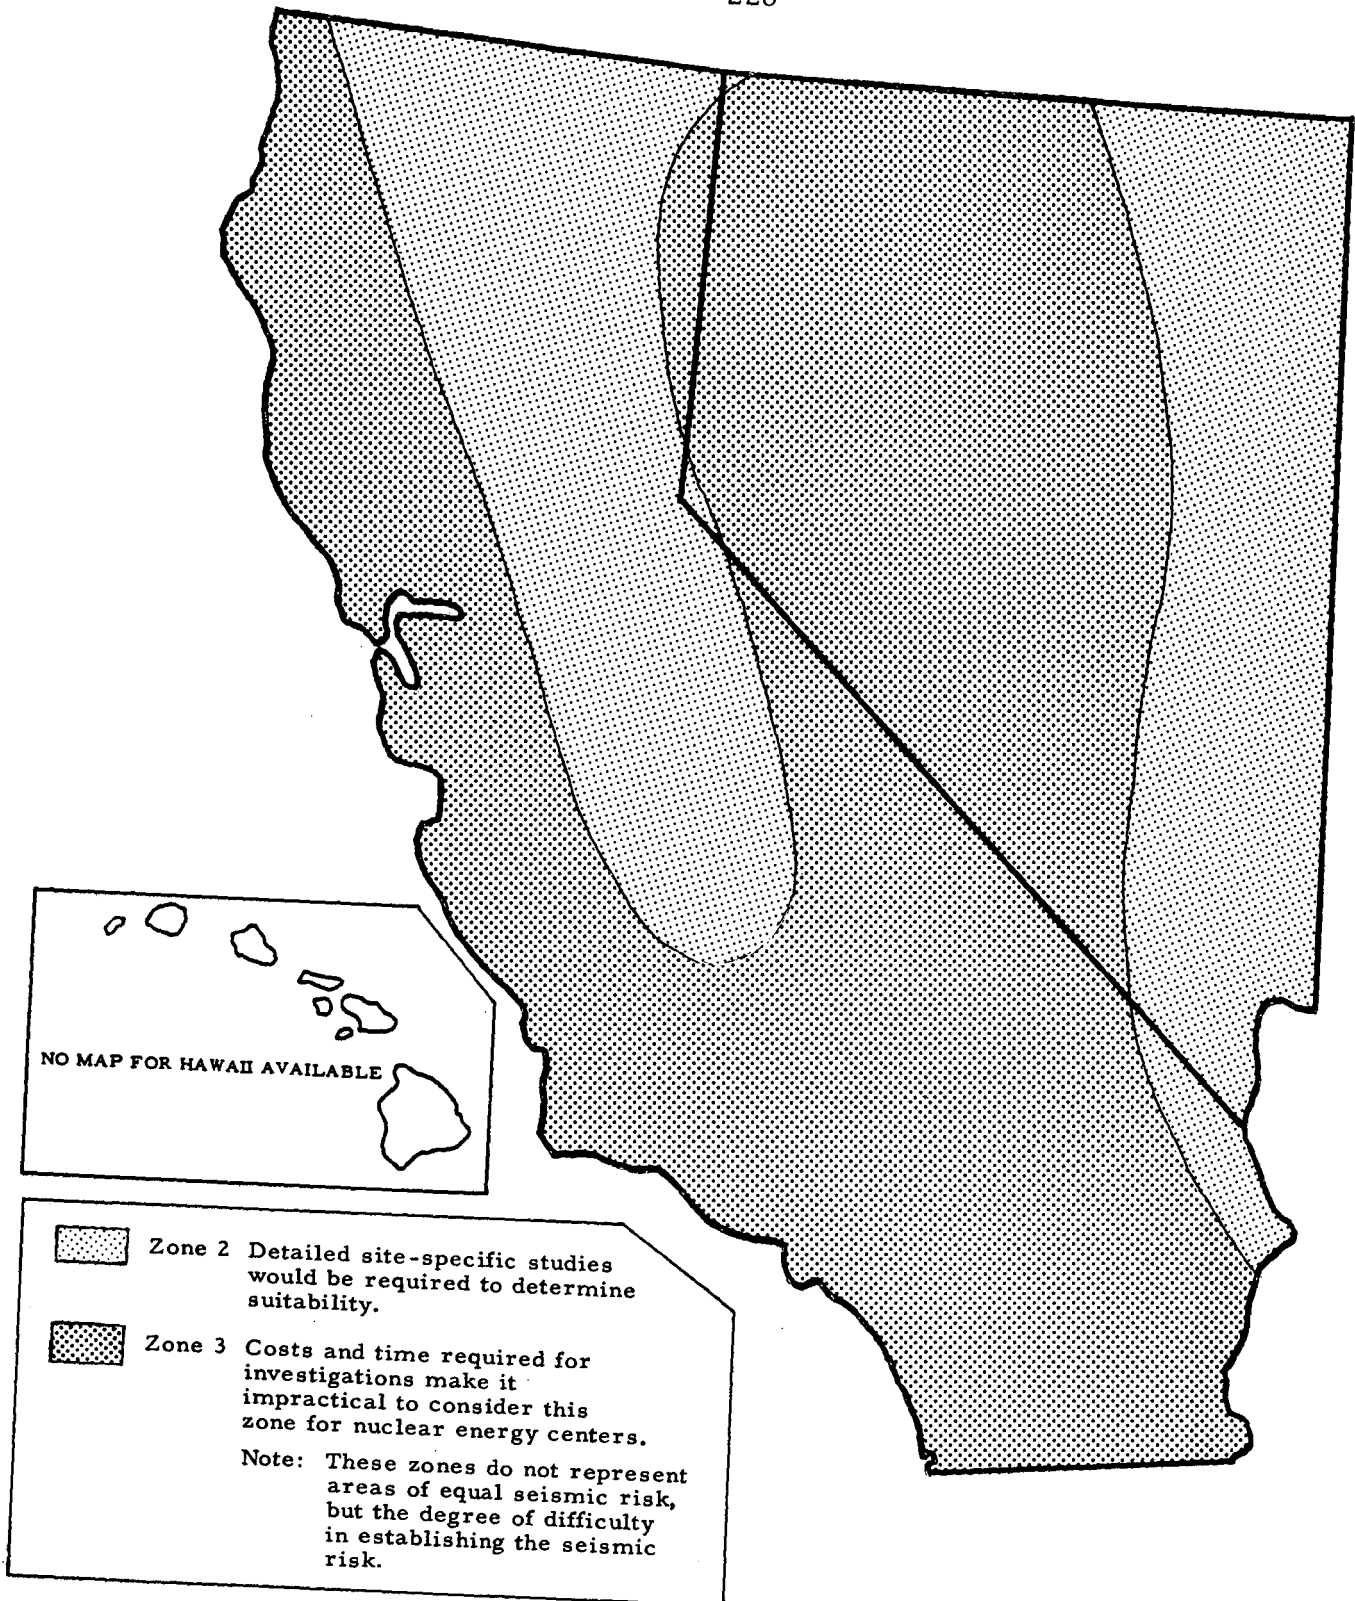 NO MAP FOR HAWAII AVAILABLE
Zone 2 Detailed site-specific studies
would be required to determine
suitability.
Zone 3 Costs and time required for
investigations make it
impractical to consider this
zone for nuclear energy centers.
Note: These zones do not represent
areas of equal seismic risk,
but the degree of difficulty
in establishing the seismic
risk.